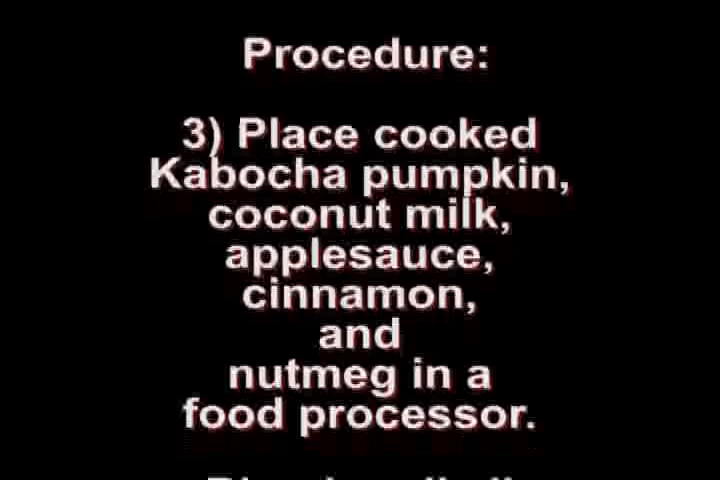 Procedure:
3) Place cooked
Kabocha pumpkin,
coconut milk,
applesauce,
cinnamon,
and
nutmeg in a
food processor.